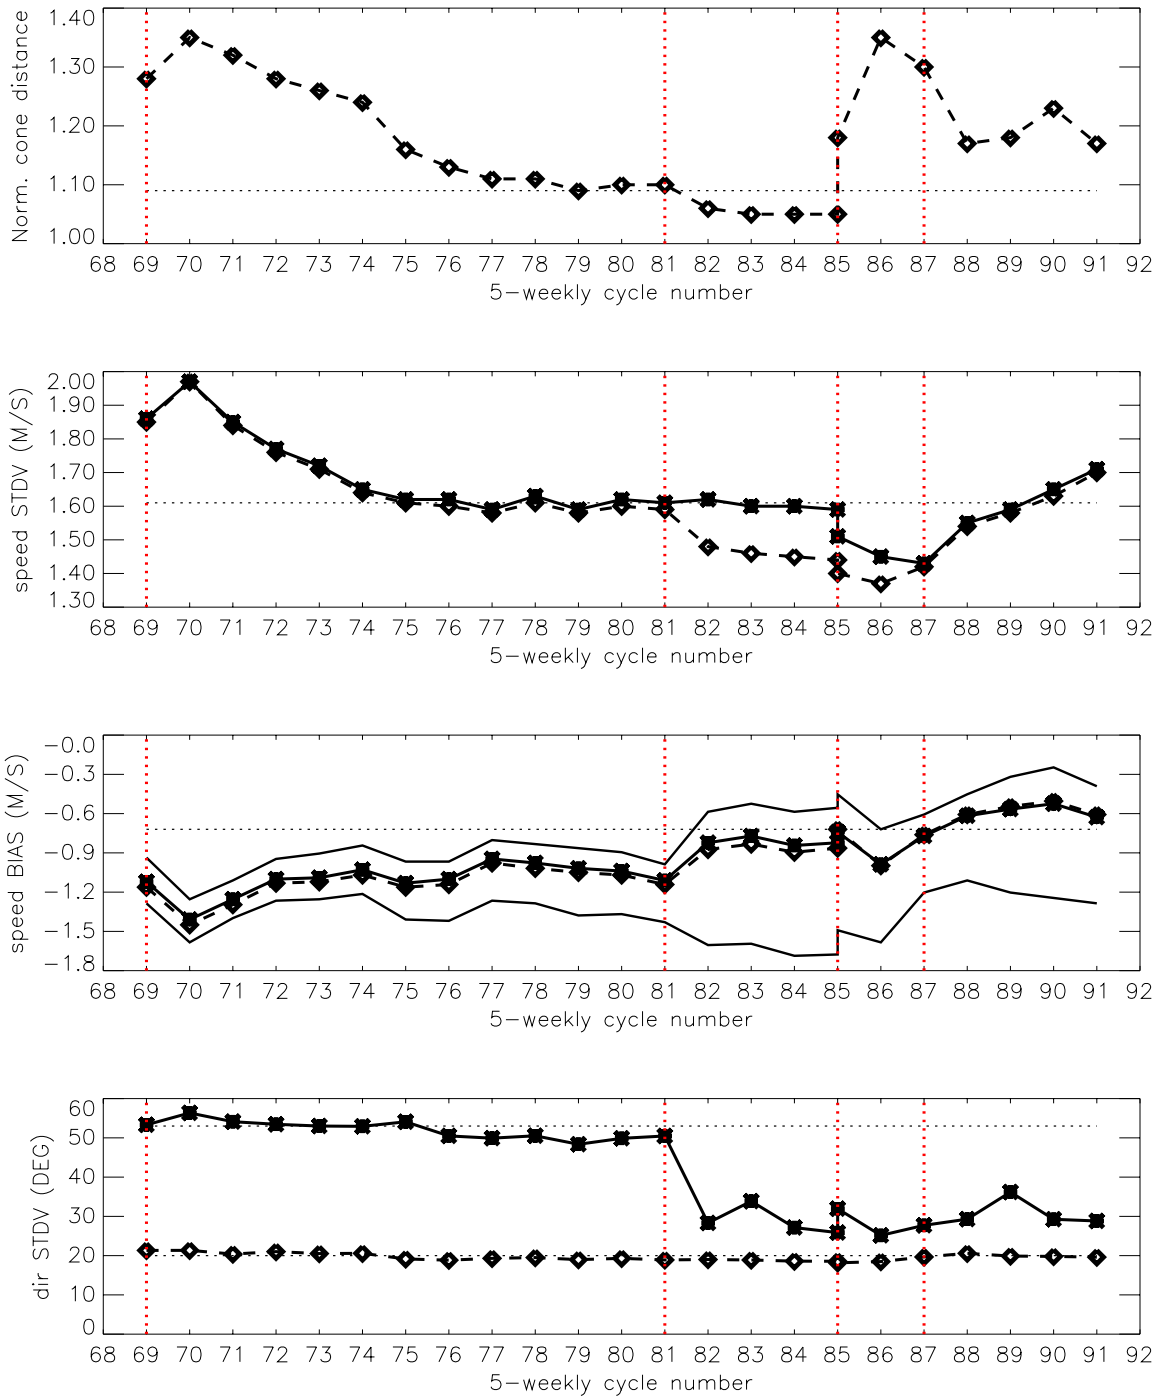 Norm. cone distance
1.40
1.30
1.20
1.10
1.00
68 69 70 71 72 73 74 75 76 77 78 79 80 81 82 83 84 85 86 87 88 89 90 91 92
5-weekly cycle number
speed STDV (M/S)
2.00
1.90
1.80
1.70
1.60
1.50
1.40
1.30
68 69 70 71 72 73 74 75 76 77 78 79 80 81 82 83 84 85 86 87 88 89 90 91 92
5-weekly cycle number
speed BIAS (M/S)
-0.0
-0.3
-0.6
-0.9
-1.2
-1.5
-1.8
68 69 70 71 72 73 74 75 76 77 78 79 80 81 82 83 84 85 86 87 88 89 90 91 92
5-weekly cycle number
dir STDV (DEG)
60
50
40
30
20
10
0
68 69 70 71 72 73 74 75 76 77 78 79 80 81 82 83 84 85 86 87 88 89 90 91 92
5-weekly cycle number